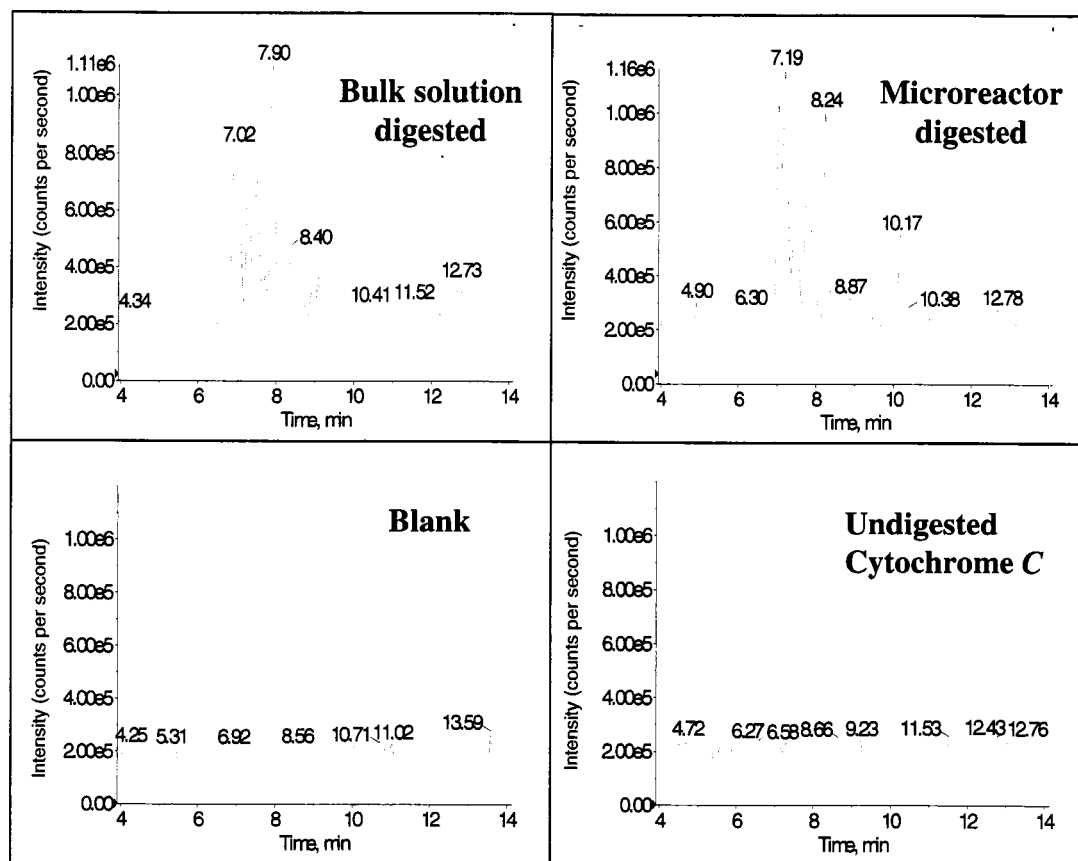 Bulk solution
digested
Intensity (counts per second)
1.11e6
1.00e6
8.00e5
6.00e5
4.00e5
2.00e5
0.00
4.34
7.02
7.90
8.40
10.41
11.52
12.73
4
6
8
10
12
14
Time, min
Microreactor
digested
Intensity (counts per second)
1.16e6
1.00e6
8.00e5
6.00e5
4.00e5
2.00e5
0.00
4.90
6.30
7.19
8.24
8.87
10.17
10.38
12.78
4
6
8
10
12
14
Time, min
Blank
Intensity (counts per second)
1.00e6
8.00e5
6.00e5
4.00e5
2.00e5
0.00
4.25
5.31
6.92
8.56
10.71
11.02
13.59
4
6
8
10
12
14
Time, min
Undigested
Cytochrome C
Intensity (counts per second)
1.00e6
8.00e5
6.00e5
4.00e5
2.00e5
0.00
4.72
6.27
6.58
8.66
9.23
11.53
12.43
12.76
4
6
8
10
12
14
Time, min